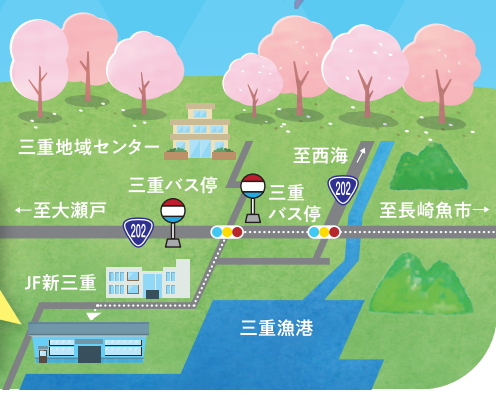 三重地域センター
至西海
三重バス停
202
三重
バス停
←至大瀬戸
至長崎魚市→
202
JF新三重
三重漁港